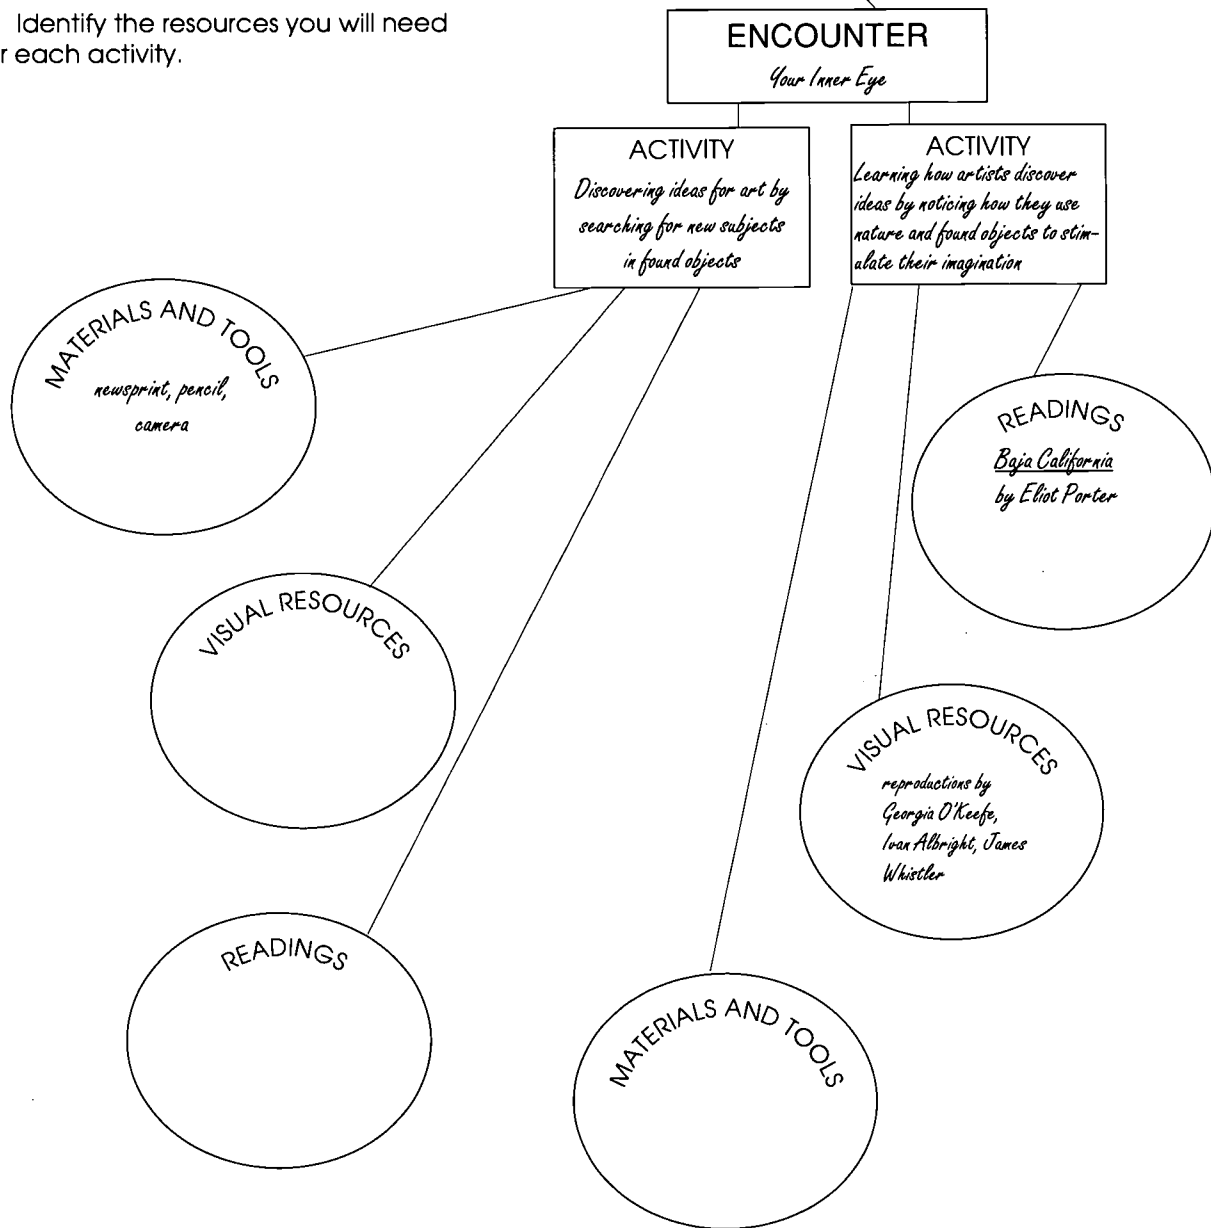 Identify the resources you will need
r each activity.
ENCOUNTER
Your Inner Eye
ACTIVITY
Discovering ideas for art by
searching for new subjects
in found objects
ACTIVITY
Learning how artists discover
ideas by noticing how they use
nature and found objects to stim-
ulate their imagination
MATERIALS AND TOOLS
newsprint, pencil,
camera
READINGS
Baja California
by Eliot Porter
VISUAL RESOURCES
VISUAL RESOURCES
reproductions by
Georgia O'Keefe,
Ivan Albright, James
Whistler
READINGS
MATERIALS AND TOOLS